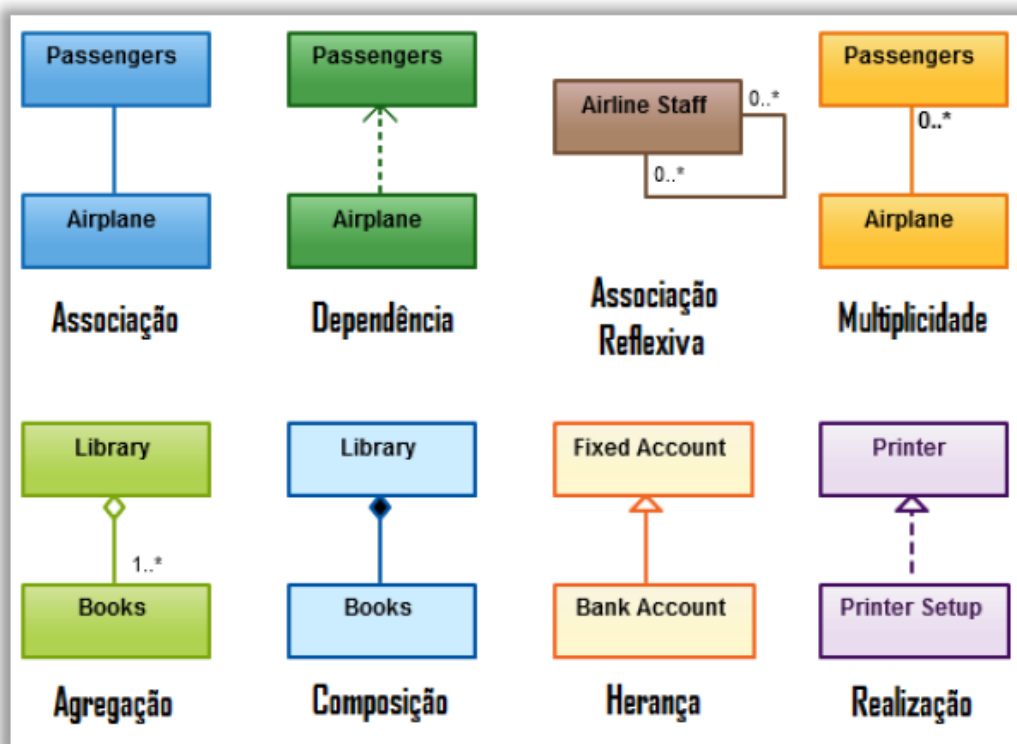 Passengers
Airplane
Associação
Passengers
Airplane
Dependência
Airline Staff
0..*
0..*
Associação
Reflexiva
Passengers
0..*
Airplane
Multiplicidade
Library
1..*
Books
Agregação
Library
Books
Composição
Fixed Account
Bank Account
Herança
Printer
Printer Setup
Realização